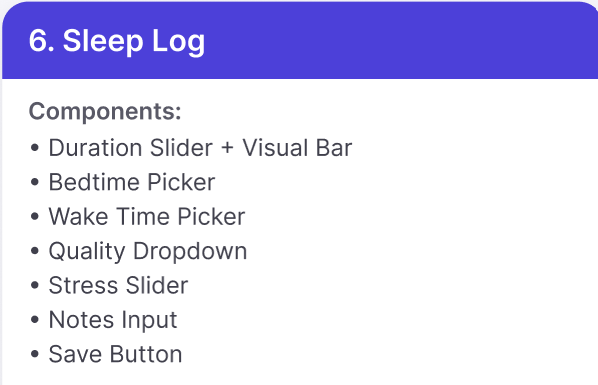 6. Sleep Log
Components:
• Duration Slider + Visual Bar
• Bedtime Picker
• Wake Time Picker
• Quality Dropdown
• Stress Slider
• Notes Input
• Save Button